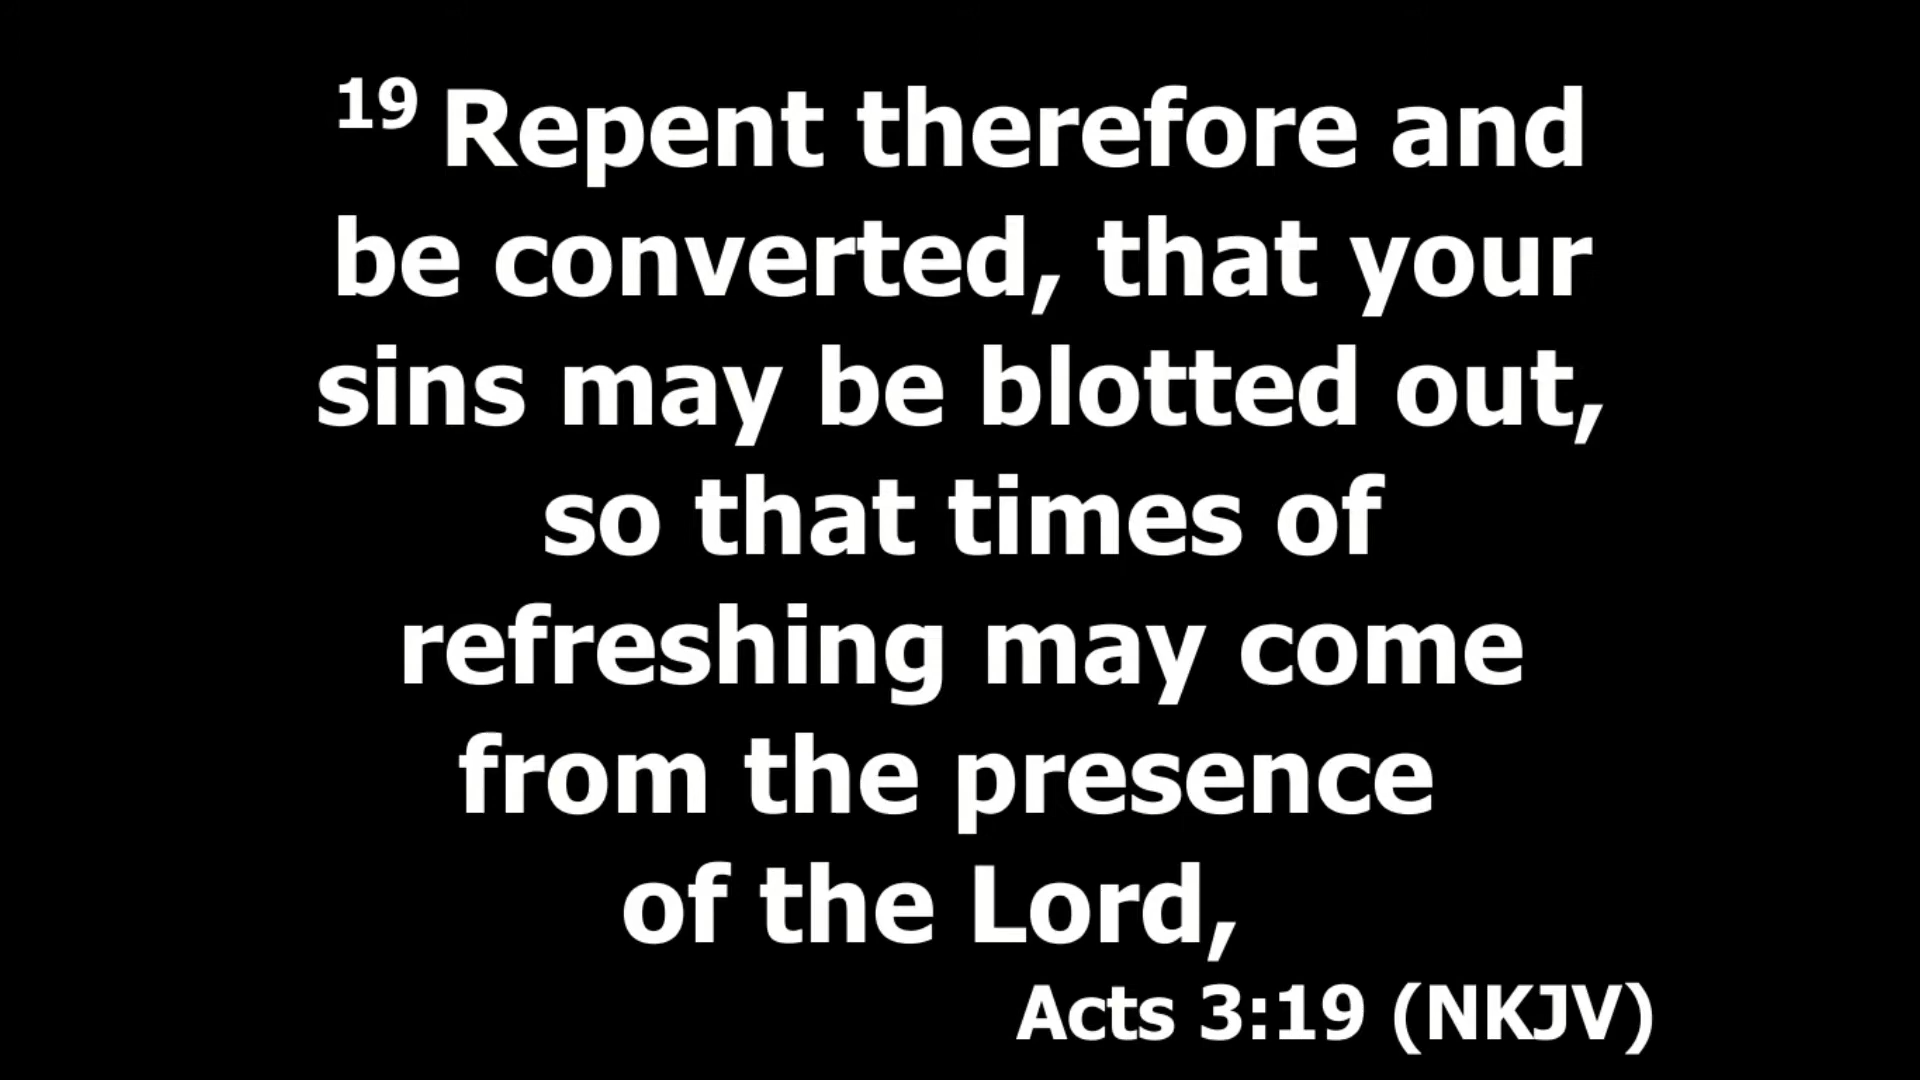 19 Repent therefore and
be converted, that your
sins may be blotted out,
so that times of
refreshing may come
from the presence
of the Lord,
Acts 3:19 (NKJV)